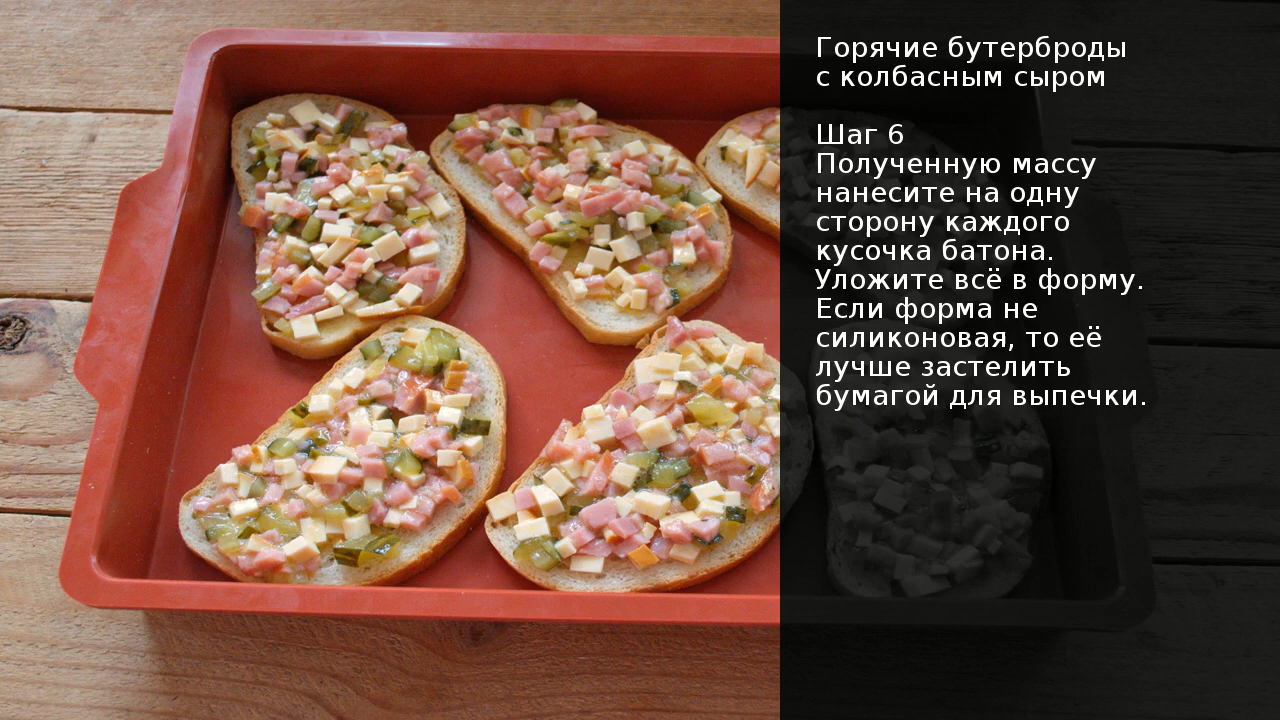 Горячие бутерброды
с колбасным сыром
Шаг 6
Полученную массу
нанесите на одну
сторону каждого
кусочка батона.
Уложите всё в форму.
Если форма не
силиконовая, то её
лучше застелить
бумагой для выпечки.